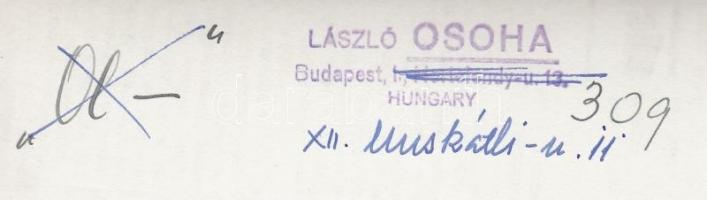 LÁSZLÓ OSOHA
Budapest,
HUNGARY
309
XII. Muskátli-u. 11